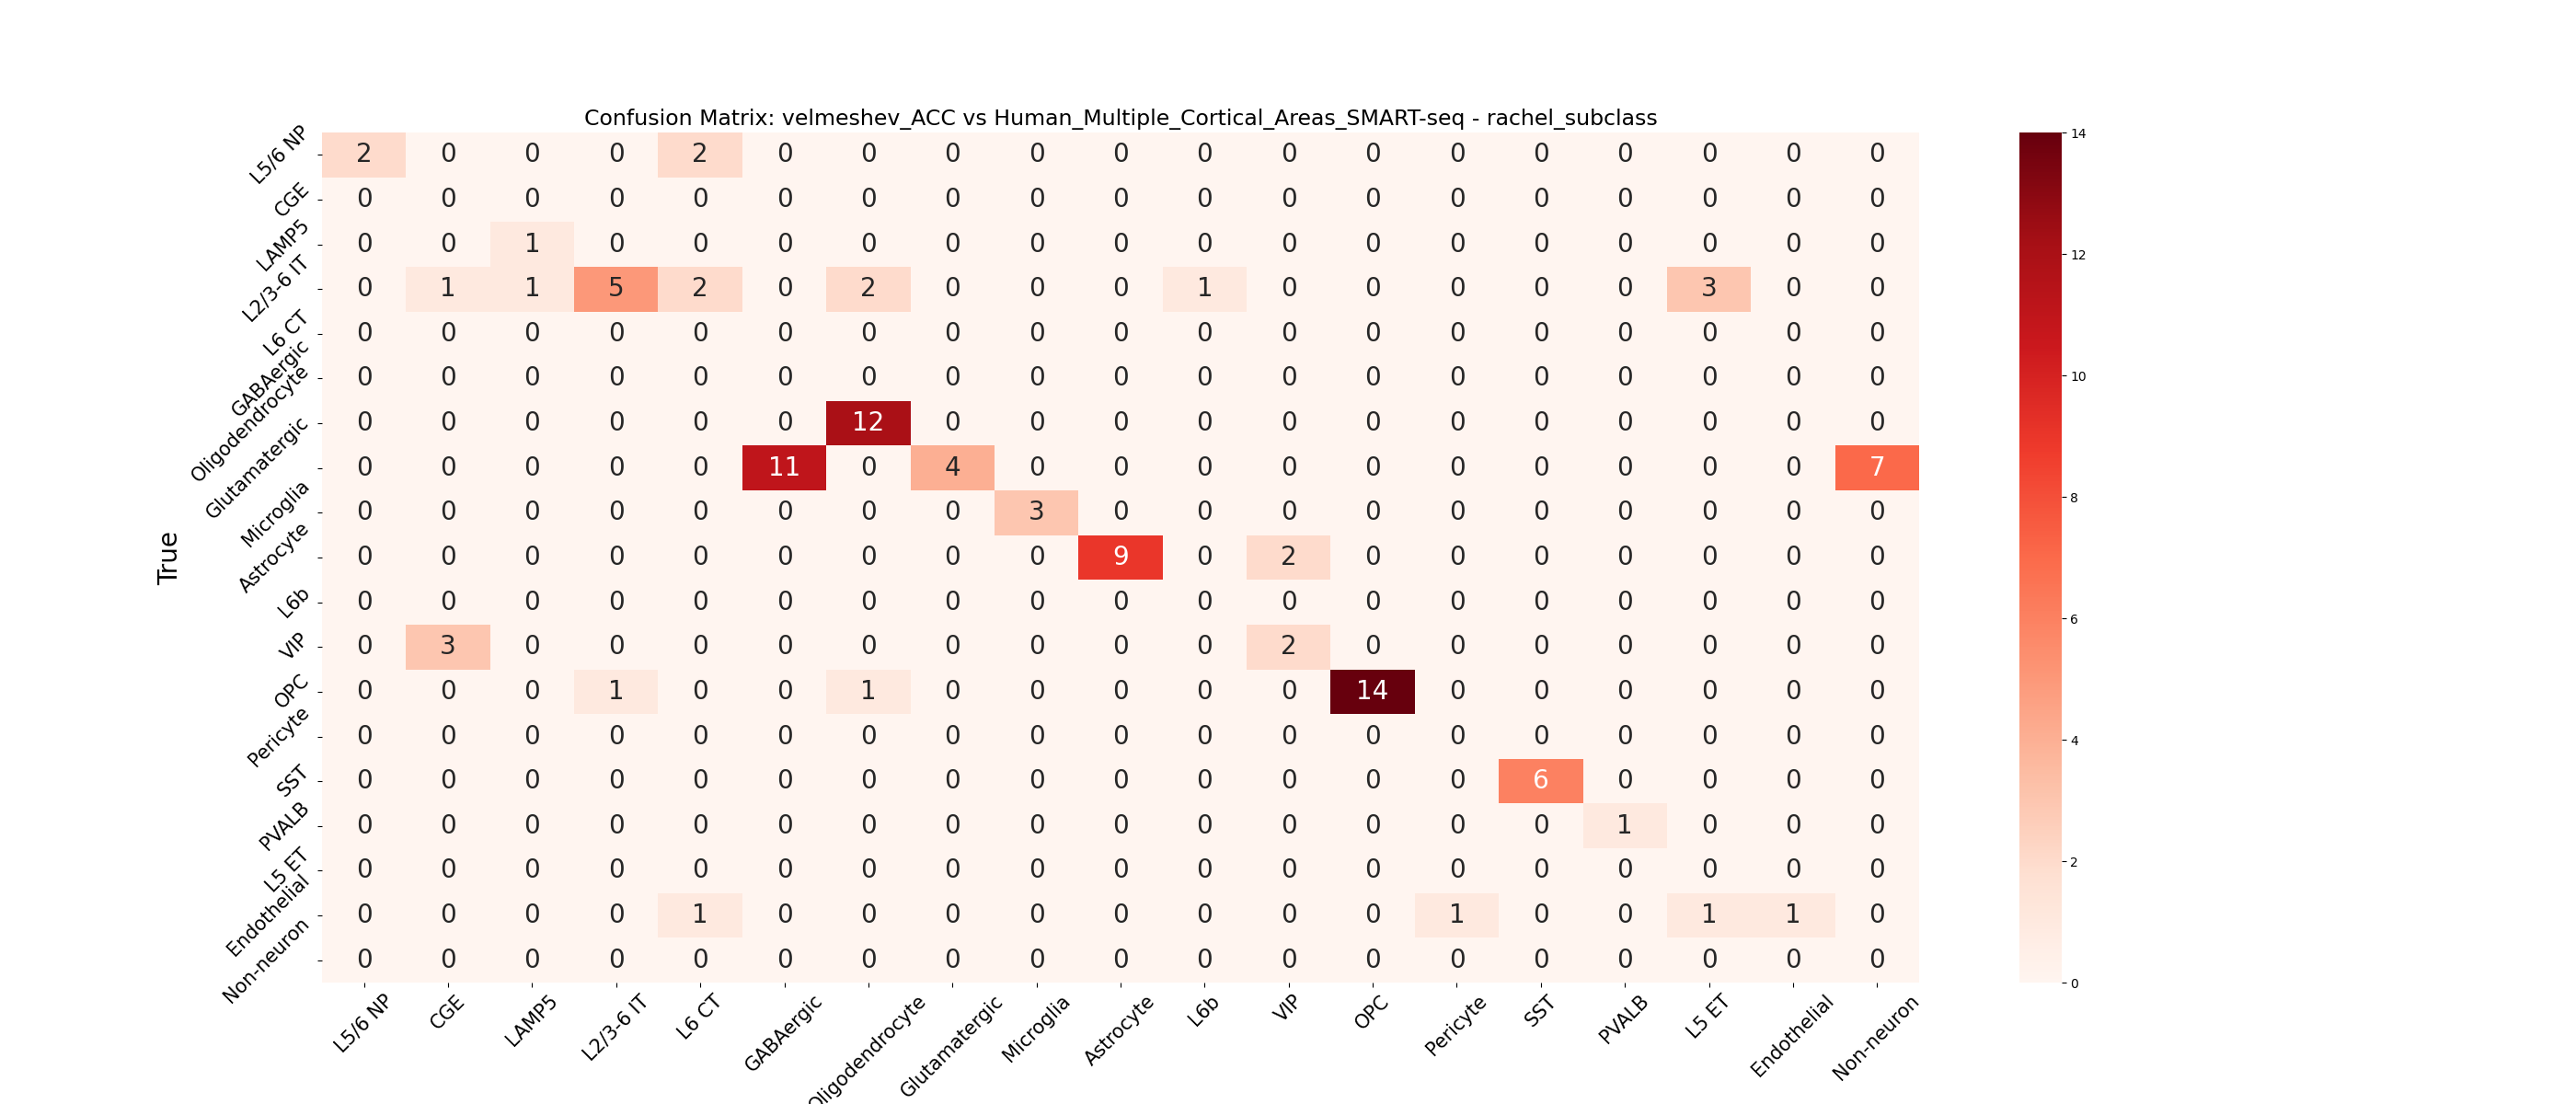 Confusion Matrix: velmeshev_ACC vs Human_Multiple_Cortical_Areas_SMART-seq - rachel_subclass
True
L5/6 NP 2 0 0 0 2 0 0 0 0 0 0 0 0 0 0 0 0 0 0
CGE 0 0 0 0 0 0 0 0 0 0 0 0 0 0 0 0 0 0 0
LAMP5 0 0 1 0 0 0 0 0 0 0 0 0 0 0 0 0 0 0 0
L2/3-6 IT 0 1 1 5 2 0 2 0 0 0 1 0 0 0 0 0 3 0 0
L6 CT 0 0 0 0 0 0 0 0 0 0 0 0 0 0 0 0 0 0 0
GABAergic 0 0 0 0 0 0 0 0 0 0 0 0 0 0 0 0 0 0 0
Oligodendrocyte 0 0 0 0 0 0 12 0 0 0 0 0 0 0 0 0 0 0 0
Glutamatergic 0 0 0 0 0 11 0 4 0 0 0 0 0 0 0 0 0 0 7
Microglia 0 0 0 0 0 0 0 0 3 0 0 0 0 0 0 0 0 0 0
Astrocyte 0 0 0 0 0 0 0 0 0 9 0 2 0 0 0 0 0 0 0
L6b 0 0 0 0 0 0 0 0 0 0 0 0 0 0 0 0 0 0 0
VIP 0 3 0 0 0 0 0 0 0 0 0 2 0 0 0 0 0 0 0
OPC 0 0 0 1 0 0 1 0 0 0 0 0 14 0 0 0 0 0 0
Pericyte 0 0 0 0 0 0 0 0 0 0 0 0 0 0 0 0 0 0 0
SST 0 0 0 0 0 0 0 0 0 0 0 0 0 0 6 0 0 0 0
PVALB 0 0 0 0 0 0 0 0 0 0 0 0 0 0 0 1 0 0 0
L5 ET 0 0 0 0 0 0 0 0 0 0 0 0 0 0 0 0 0 0 0
Endothelial 0 0 0 0 1 0 0 0 0 0 0 0 0 1 0 0 1 1 0
Non-neuron 0 0 0 0 0 0 0 0 0 0 0 0 0 0 0 0 0 0 0
L5/6 NP CGE LAMP5 L2/3-6 IT L6 CT GABAergic Oligodendrocyte Glutamatergic Microglia Astrocyte L6b VIP OPC Pericyte SST PVALB L5 ET Endothelial Non-neuron
14
12
10
8
6
4
2
0